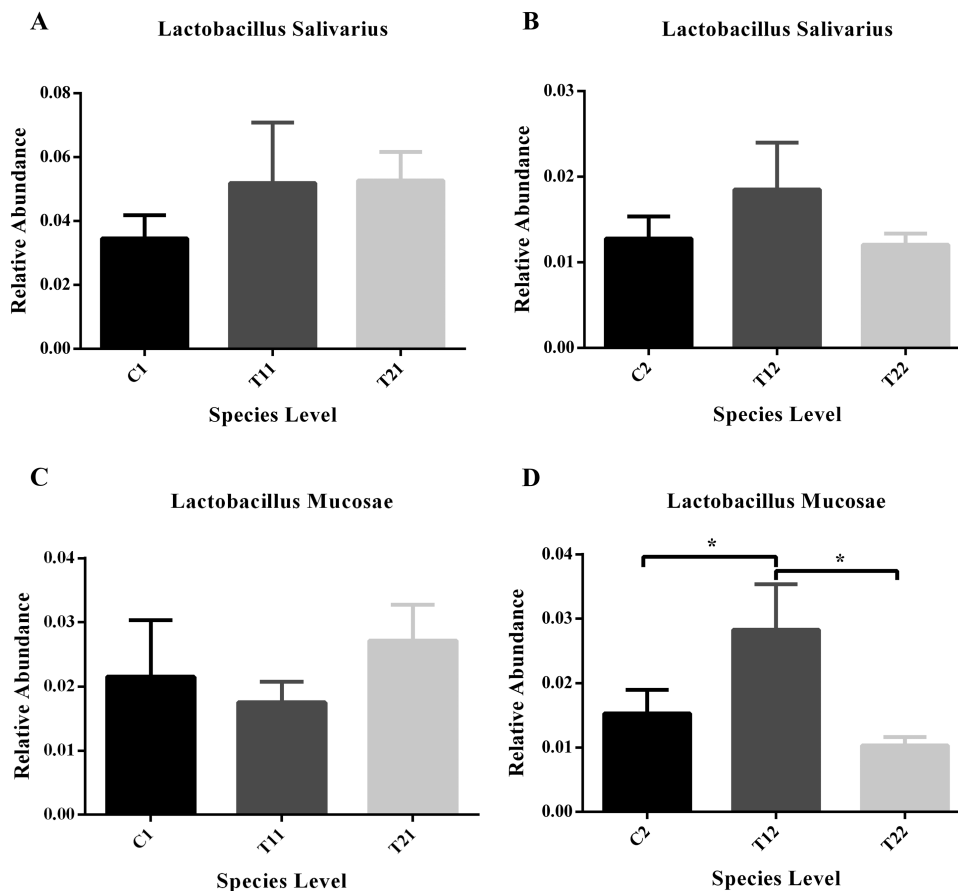 A
Lactobacillus Salivarius
Relative Abundance
0.08
0.06
0.04
0.02
0.00
C1
T11
T21
Species Level
B
Lactobacillus Salivarius
Relative Abundance
0.03
0.02
0.01
0.00
C2
T12
T22
Species Level
C
Lactobacillus Mucosae
Relative Abundance
0.04
0.03
0.02
0.01
0.00
C1
T11
T21
Species Level
D
Lactobacillus Mucosae
Relative Abundance
0.04
0.03
0.02
0.01
0.00
*
*
C2
T12
T22
Species Level